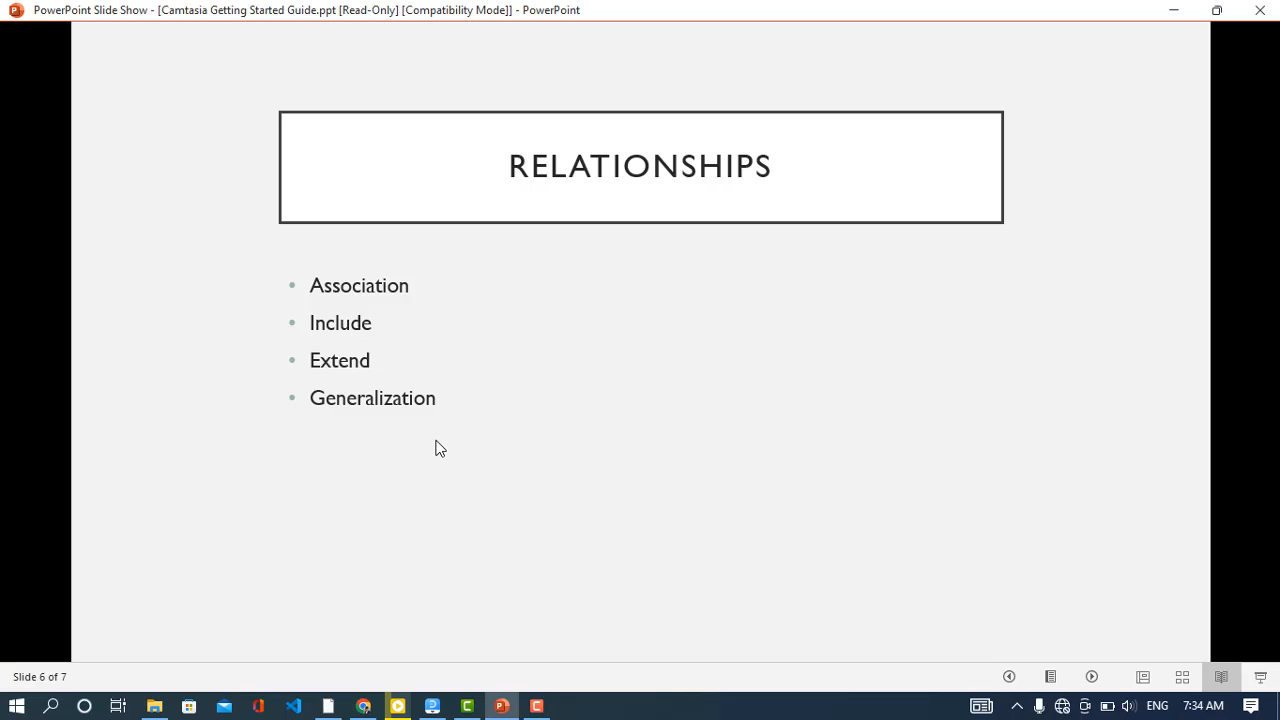 PowerPoint Slide Show - [Camtasia Getting Started Guide.ppt [Read-Only] [Compatibility Mode]] - PowerPoint
RELATIONSHIPS
• Association
• Include
• Extend
• Generalization
Slide 6 of 7
ENG
7:34 AM